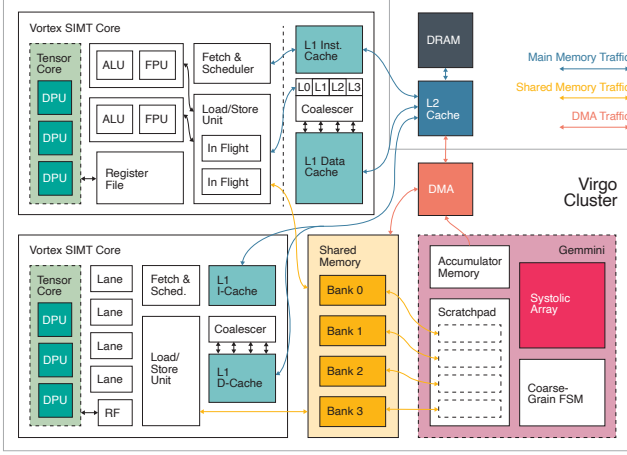 Vortex SIMT Core
Tensor
Core
DPU
DPU
DPU
ALU
FPU
ALU
FPU
Register
File
Fetch &
Scheduler
Load/Store
Unit
In Flight
In Flight
L1 Inst.
Cache
L0 L1 L2 L3
Coalescer
L1 Data
Cache
DRAM
L2
Cache
DMA
Main Memory Traffic
Shared Memory Traffic
DMA Traffic
Virgo
Cluster
Vortex SIMT Core
Tensor
Core
DPU
DPU
DPU
Lane
Lane
Lane
Lane
RF
Fetch &
Sched.
Load/
Store
Unit
L1
I-Cache
Coalescer
L1
D-Cache
Shared
Memory
Bank 0
Bank 1
Bank 2
Bank 3
Gemmini
Accumulator
Memory
Scratchpad
Systolic
Array
Coarse-
Grain FSM